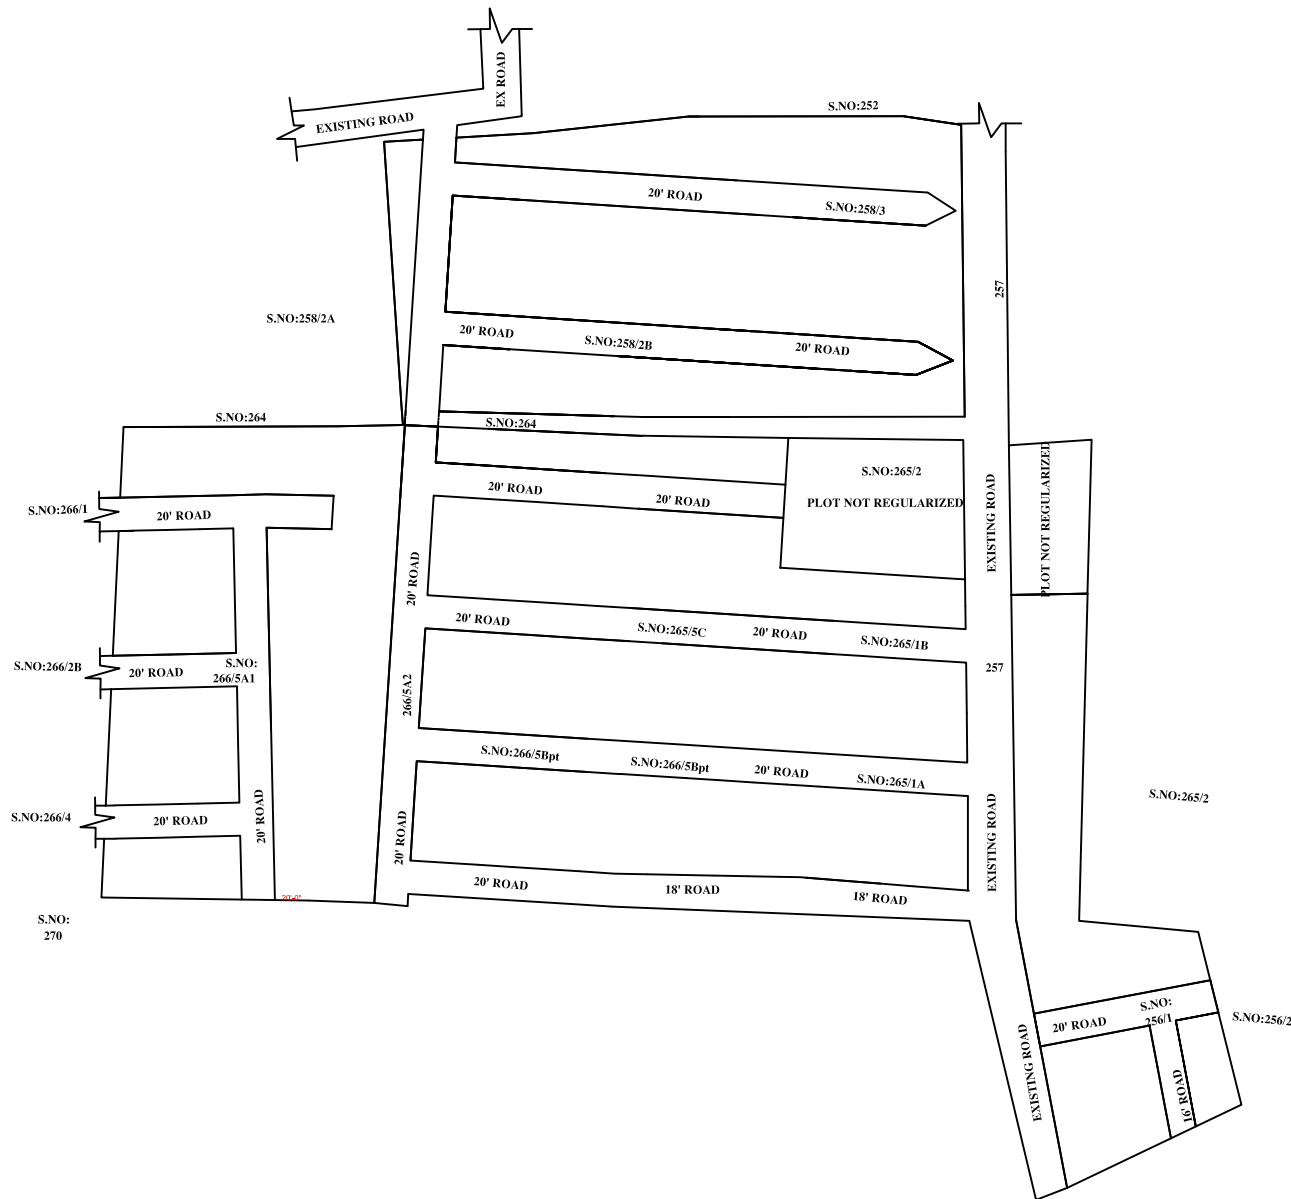 EX ROAD
S.NO:252
EXISTING ROAD
20' ROAD
S.NO:258/3
257
S.NO:258/2A
20' ROAD
S.NO:258/2B
20' ROAD
S.NO:264
S.NO:264
S.NO:265/2
PLOT NOT REGULARIZED
PLOT NOT REGULARIZED
EXISTING ROAD
20' ROAD
20' ROAD
S.NO:266/1
20' ROAD
20' ROAD
20' ROAD
S.NO:265/5C
20' ROAD
S.NO:265/1B
257
S.NO:266/2B
20' ROAD
S.NO:
266/5A1
266/5A2
S.NO:266/5Bpt
S.NO:266/5Bpt
20' ROAD
S.NO:265/1A
S.NO:265/2
S.NO:266/4
20' ROAD
20' ROAD
20' ROAD
EXISTING ROAD
20' ROAD
18' ROAD
18' ROAD
20'-0"
S.NO:
270
S.NO:
256/1
20' ROAD
S.NO:256/2
EXISTING ROAD
16' ROAD